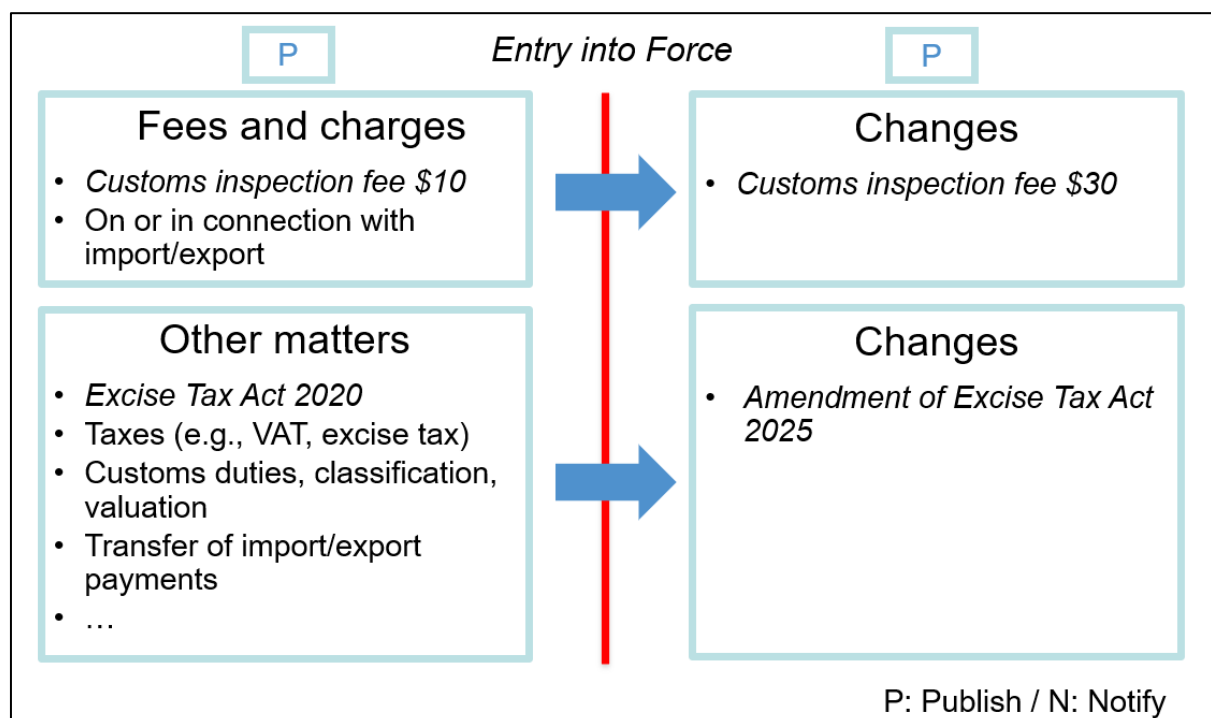 P
Entry into Force
P
Fees and charges
• Customs inspection fee $10
• On or in connection with
import/export
Changes
• Customs inspection fee $30
Other matters
• Excise Tax Act 2020
• Taxes (e.g., VAT, excise tax)
• Customs duties, classification,
valuation
• Transfer of import/export
payments
• …
Changes
• Amendment of Excise Tax Act
2025
P: Publish / N: Notify